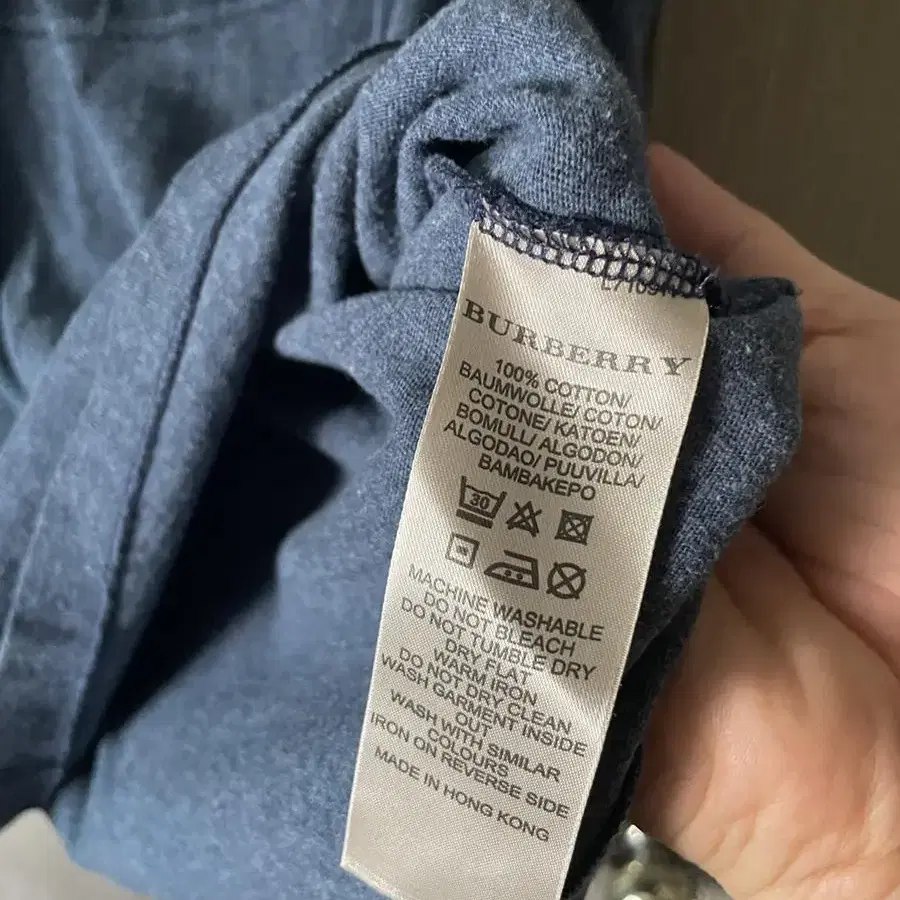 BURBERRY
100% COTTON/
BAUMWOLLE/ COTON/
COTONE/ KATOEN/
BOMULL/ ALGODON/
ALGODAO/ PUUVILLA/
BAMBAKEPO
30
MACHINE WASHABLE
DO NOT BLEACH
DO NOT TUMBLE DRY
DRY FLAT
WARM IRON
DO NOT DRY CLEAN
WASH GARMENT INSIDE
OUT
WASH WITH SIMILAR
COLOURS
IRON ON REVERSE SIDE
MADE IN HONG KONG